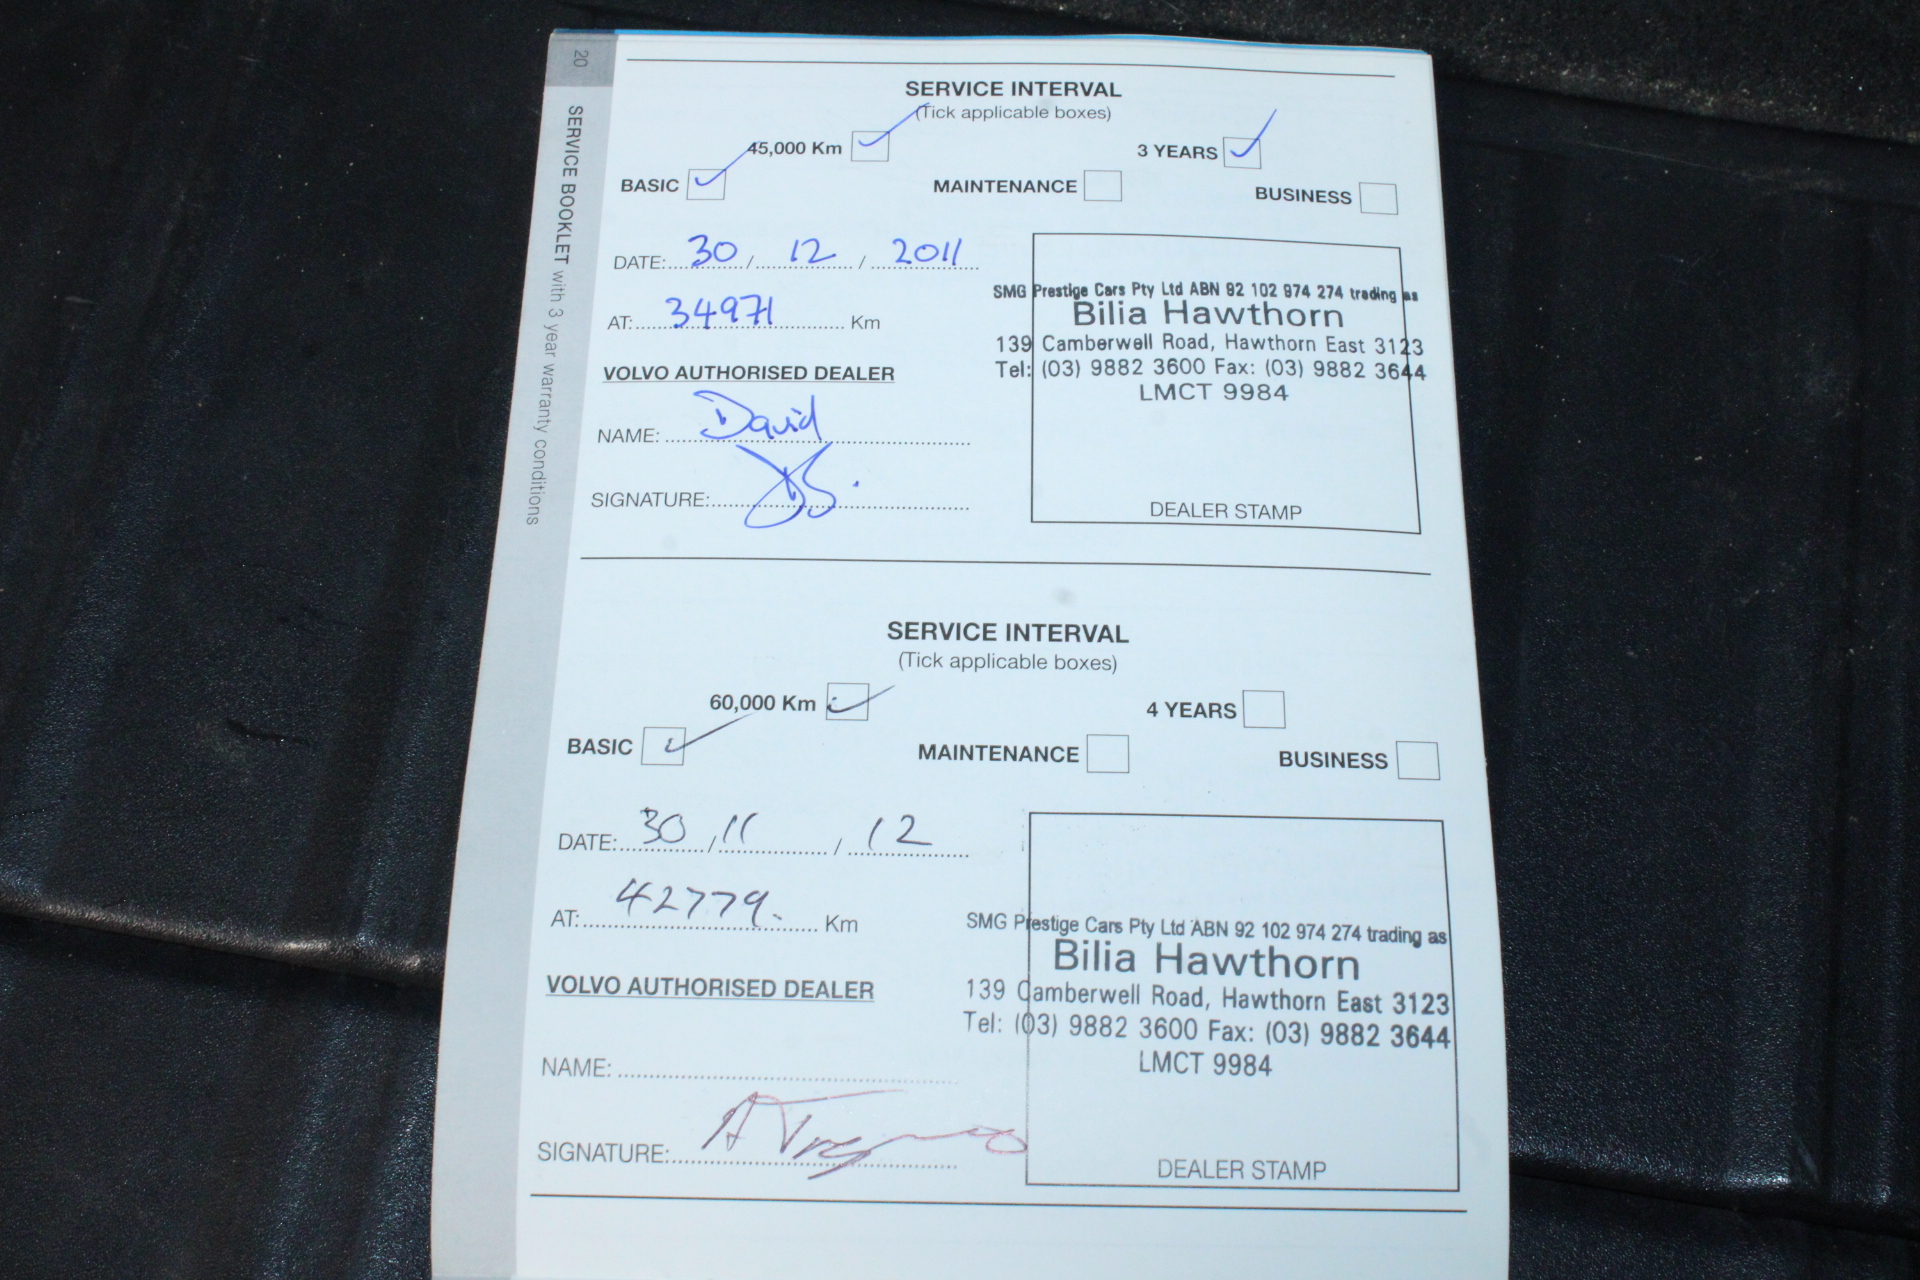 20
SERVICE BOOKLET with 3 year warranty conditions
SERVICE INTERVAL
(Tick applicable boxes)
45,000 Km
3 YEARS
BASIC
MAINTENANCE
BUSINESS
DATE: 30 / 12 / 2011
AT: 34971 Km
VOLVO AUTHORISED DEALER
NAME: David
SIGNATURE: DS.
SMG Prestige Cars Pty Ltd ABN 92 102 974 274 trading as
Bilia Hawthorn
139 Camberwell Road, Hawthorn East 3123
Tel: (03) 9882 3600 Fax: (03) 9882 3644
LMCT 9984
DEALER STAMP
SERVICE INTERVAL
(Tick applicable boxes)
60,000 Km
4 YEARS
BASIC
MAINTENANCE
BUSINESS
DATE: 30 / 11 / 12
AT: 42779. Km
VOLVO AUTHORISED DEALER
NAME:
SIGNATURE:
SMG Prestige Cars Pty Ltd ABN 92 102 974 274 trading as
Bilia Hawthorn
139 Camberwell Road, Hawthorn East 3123
Tel: (03) 9882 3600 Fax: (03) 9882 3644
LMCT 9984
DEALER STAMP